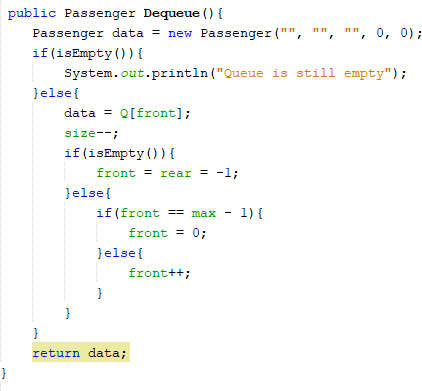 public Passenger Dequeue(){
Passenger data = new Passenger("", "", "", 0, 0);
if(isEmpty()){
System.out.println("Queue is still empty");
}else{
data = Q[front];
size--;
if(isEmpty()){
front = rear = -1;
}else{
if(front == max - 1){
front = 0;
}else{
front++;
}
}
}
return data;
}